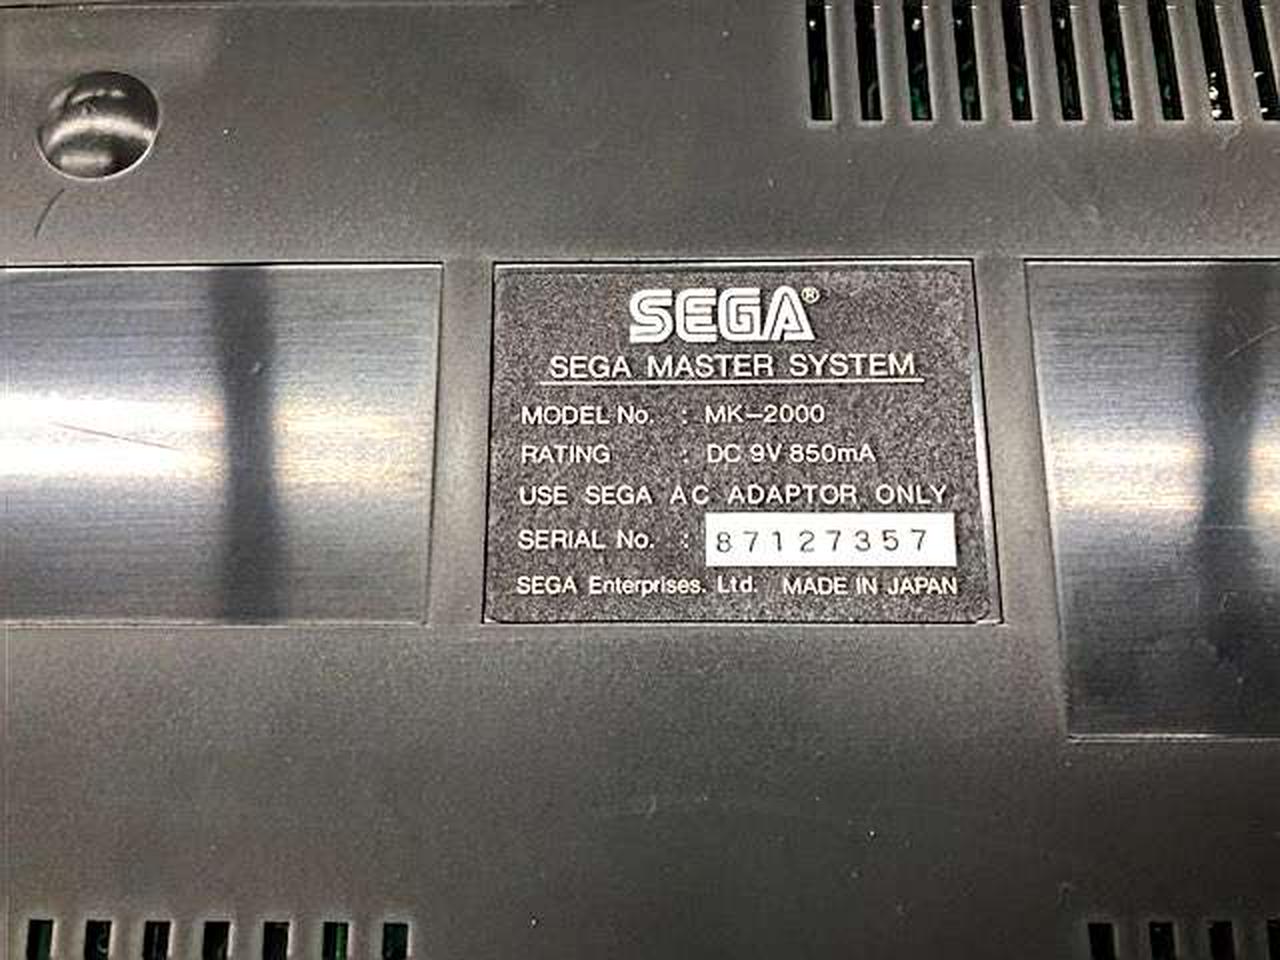 SEGA®
SEGA MASTER SYSTEM
MODEL No. : MK-2000
RATING : DC 9V 850mA
USE SEGA AC ADAPTOR ONLY
SERIAL No. : 87127357
SEGA Enterprises. Ltd. MADE IN JAPAN